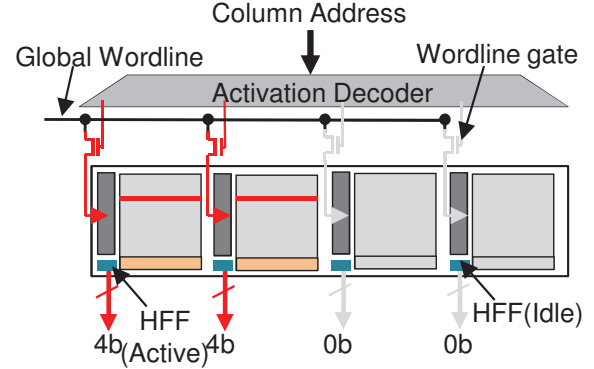 Column Address
Global Wordline
Wordline gate
Activation Decoder
HFF
(Active)
HFF(Idle)
4b
4b
0b
0b